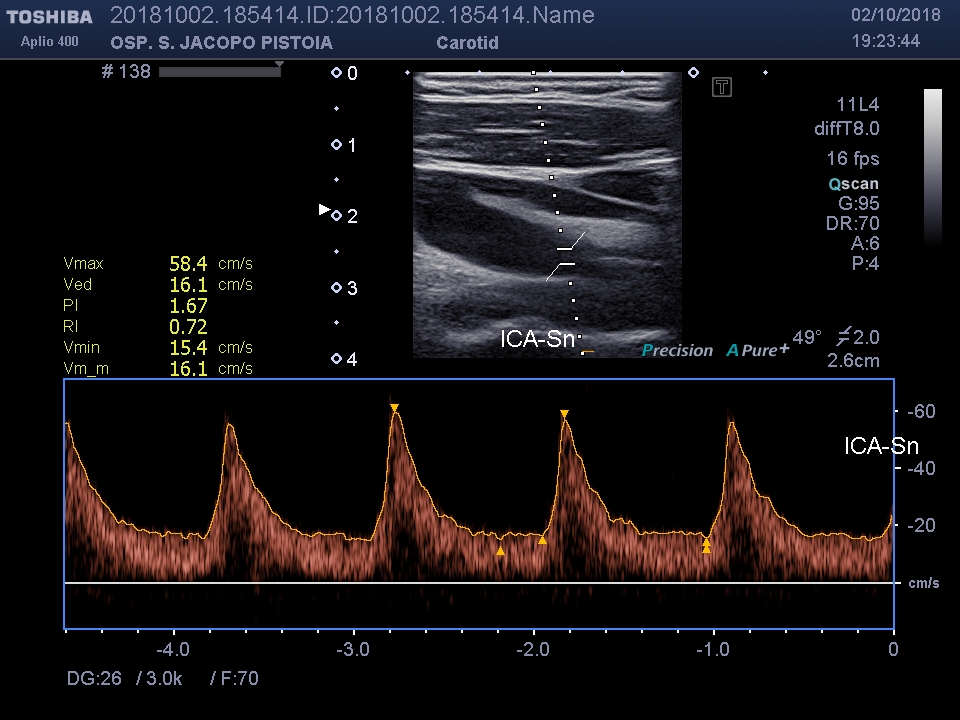 TOSHIBA 20181002.185414.ID:20181002.185414.Name 02/10/2018
Aplio 400 OSP. S. JACOPO PISTOIA Carotid 19:23:44
# 138
0
T
11L4
diffT8.0
1
16 fps
Qscan
G:95
2
DR:70
A:6
P:4
Vmax 58.4 cm/s
Ved 16.1 cm/s
3
PI 1.67
RI 0.72
Vmin 15.4 cm/s
Vm_m 16.1 cm/s
ICA-Sn
49° 2.0
Precision A Pure+
4
2.6cm
-60
ICA-Sn
-40
-20
cm/s
-4.0 -3.0 -2.0 -1.0 0
DG:26 / 3.0k / F:70